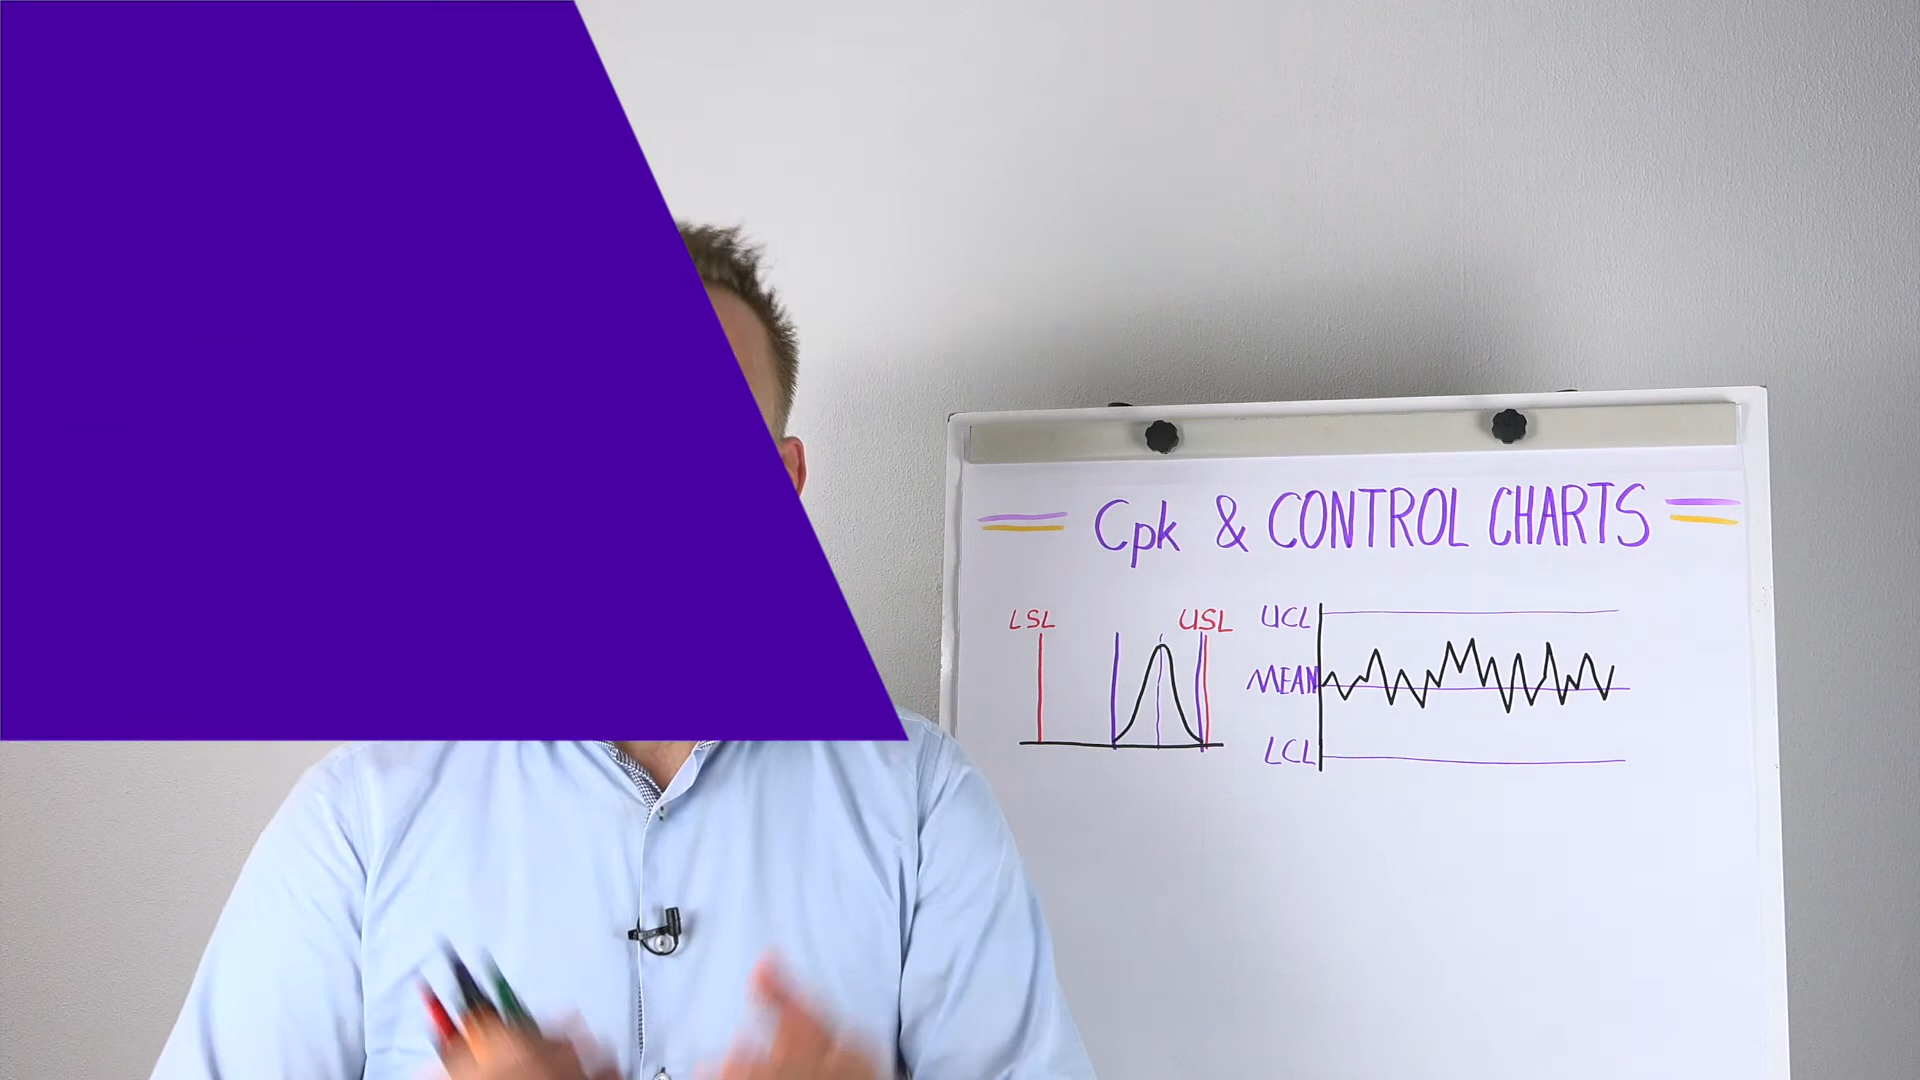 Cpk & CONTROL CHARTS
LSL USL
UCL
MEAN
LCL